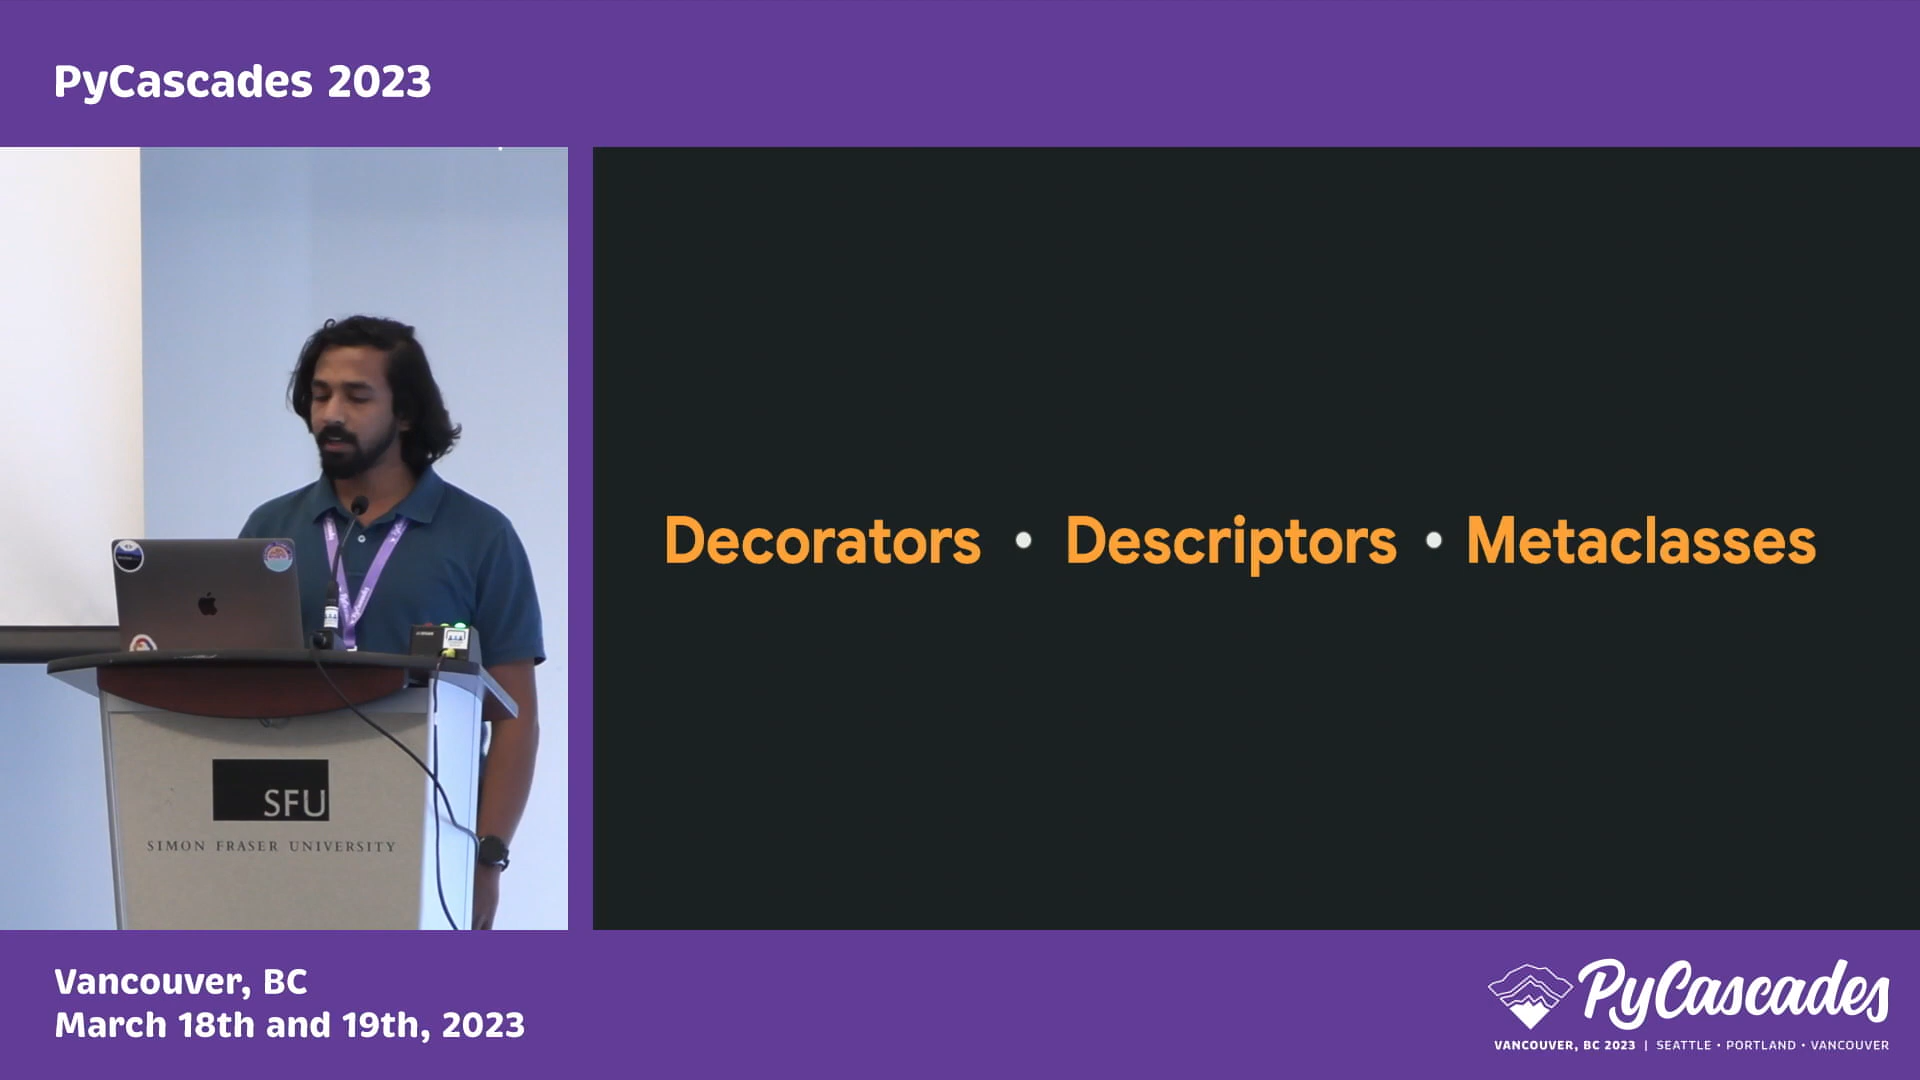 PyCascades 2023
Decorators • Descriptors • Metaclasses
SFU
SIMON FRASER UNIVERSITY
Vancouver, BC
March 18th and 19th, 2023
PyCascades
VANCOUVER, BC 2023 | SEATTLE • PORTLAND • VANCOUVER